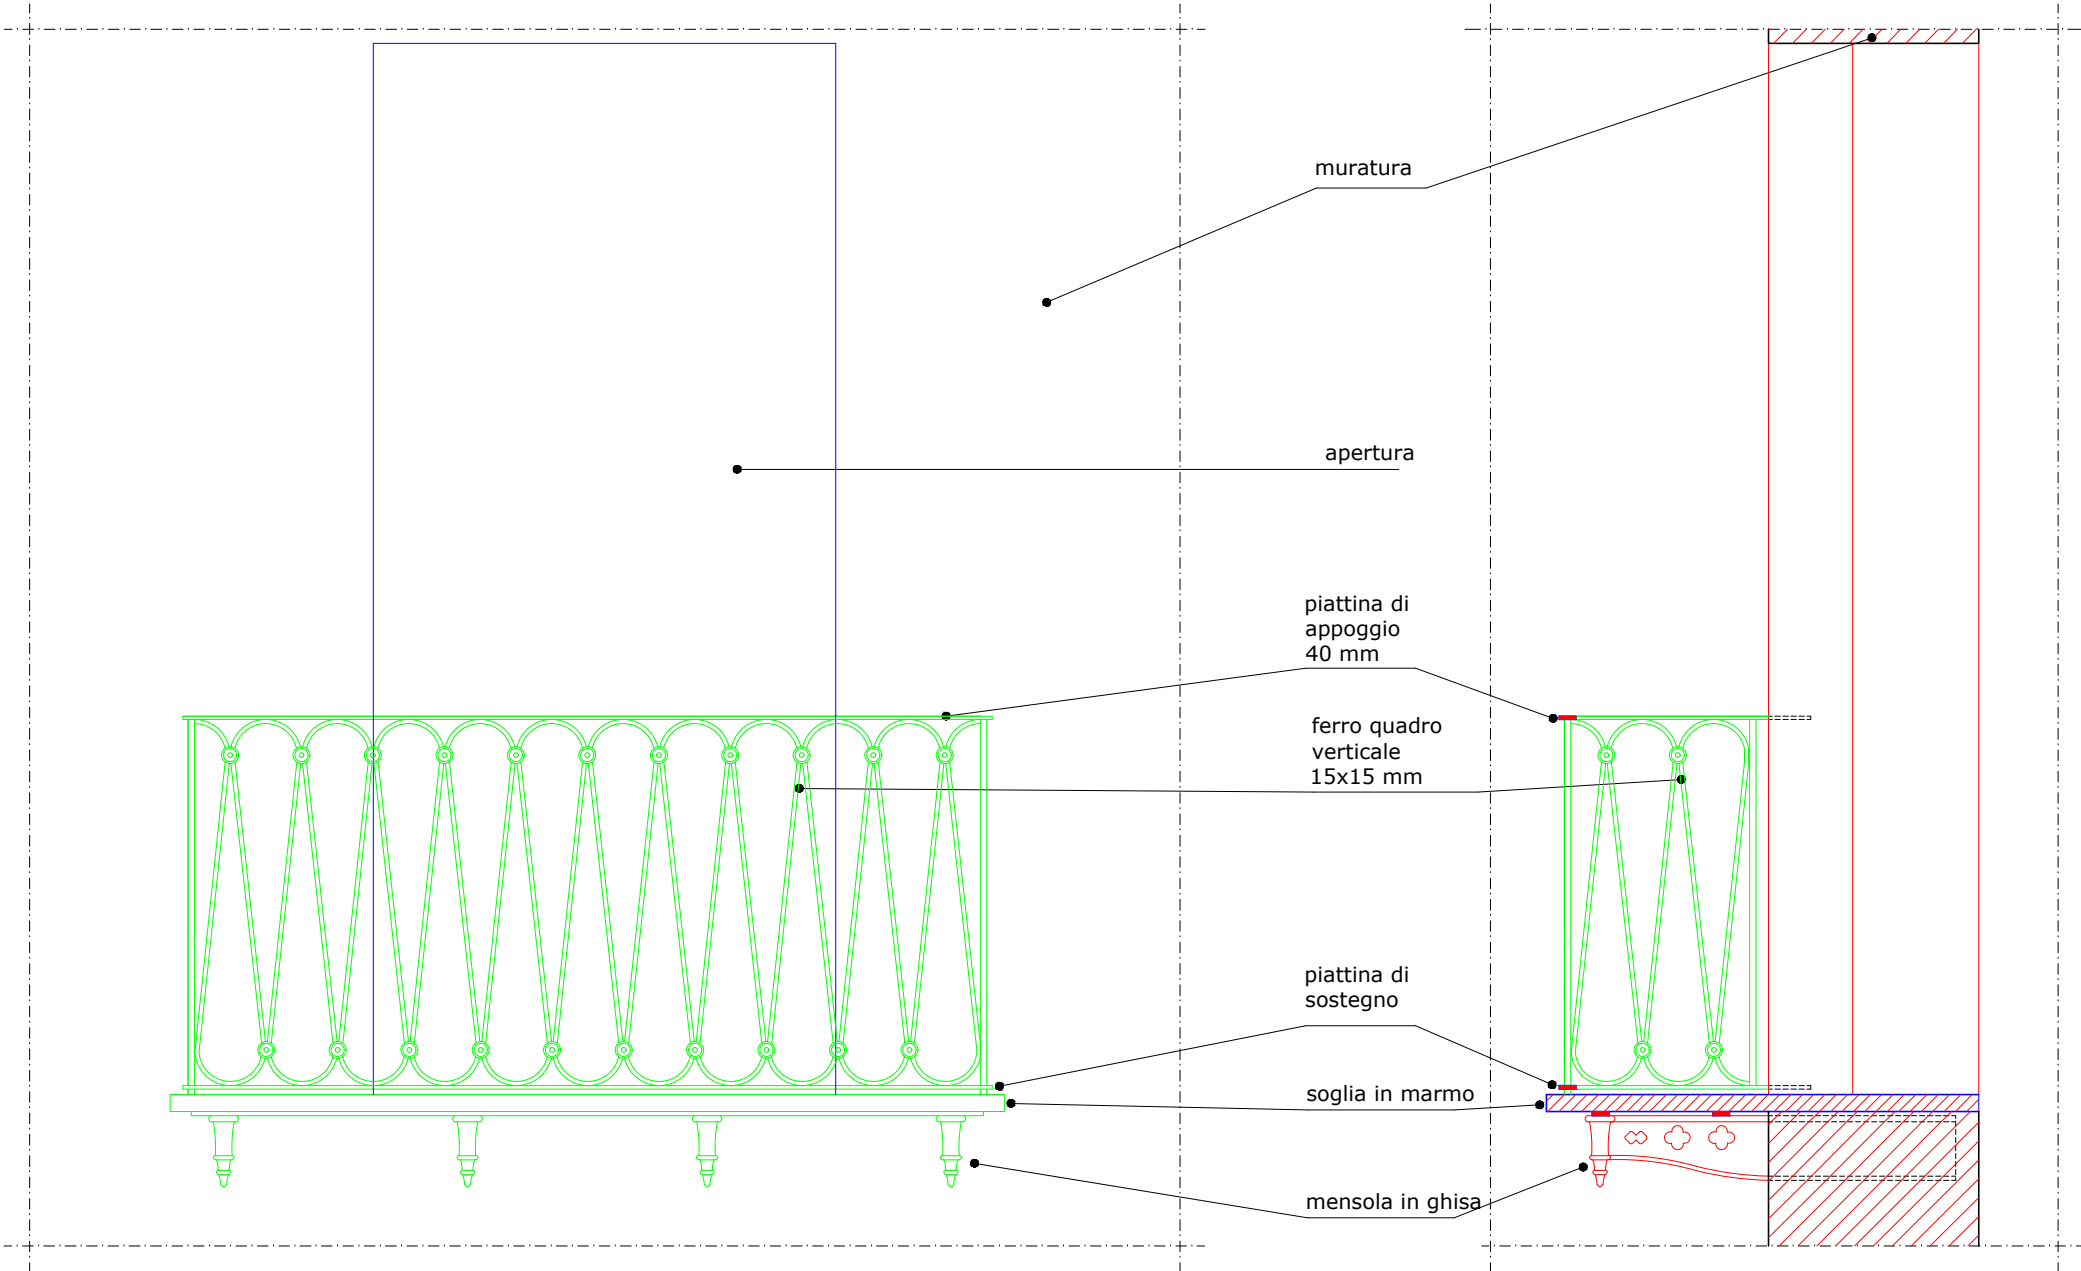 muratura
apertura
piattina di
appoggio
40 mm
ferro quadro
verticale
15x15 mm
piattina di
sostegno
soglia in marmo
mensola in ghisa